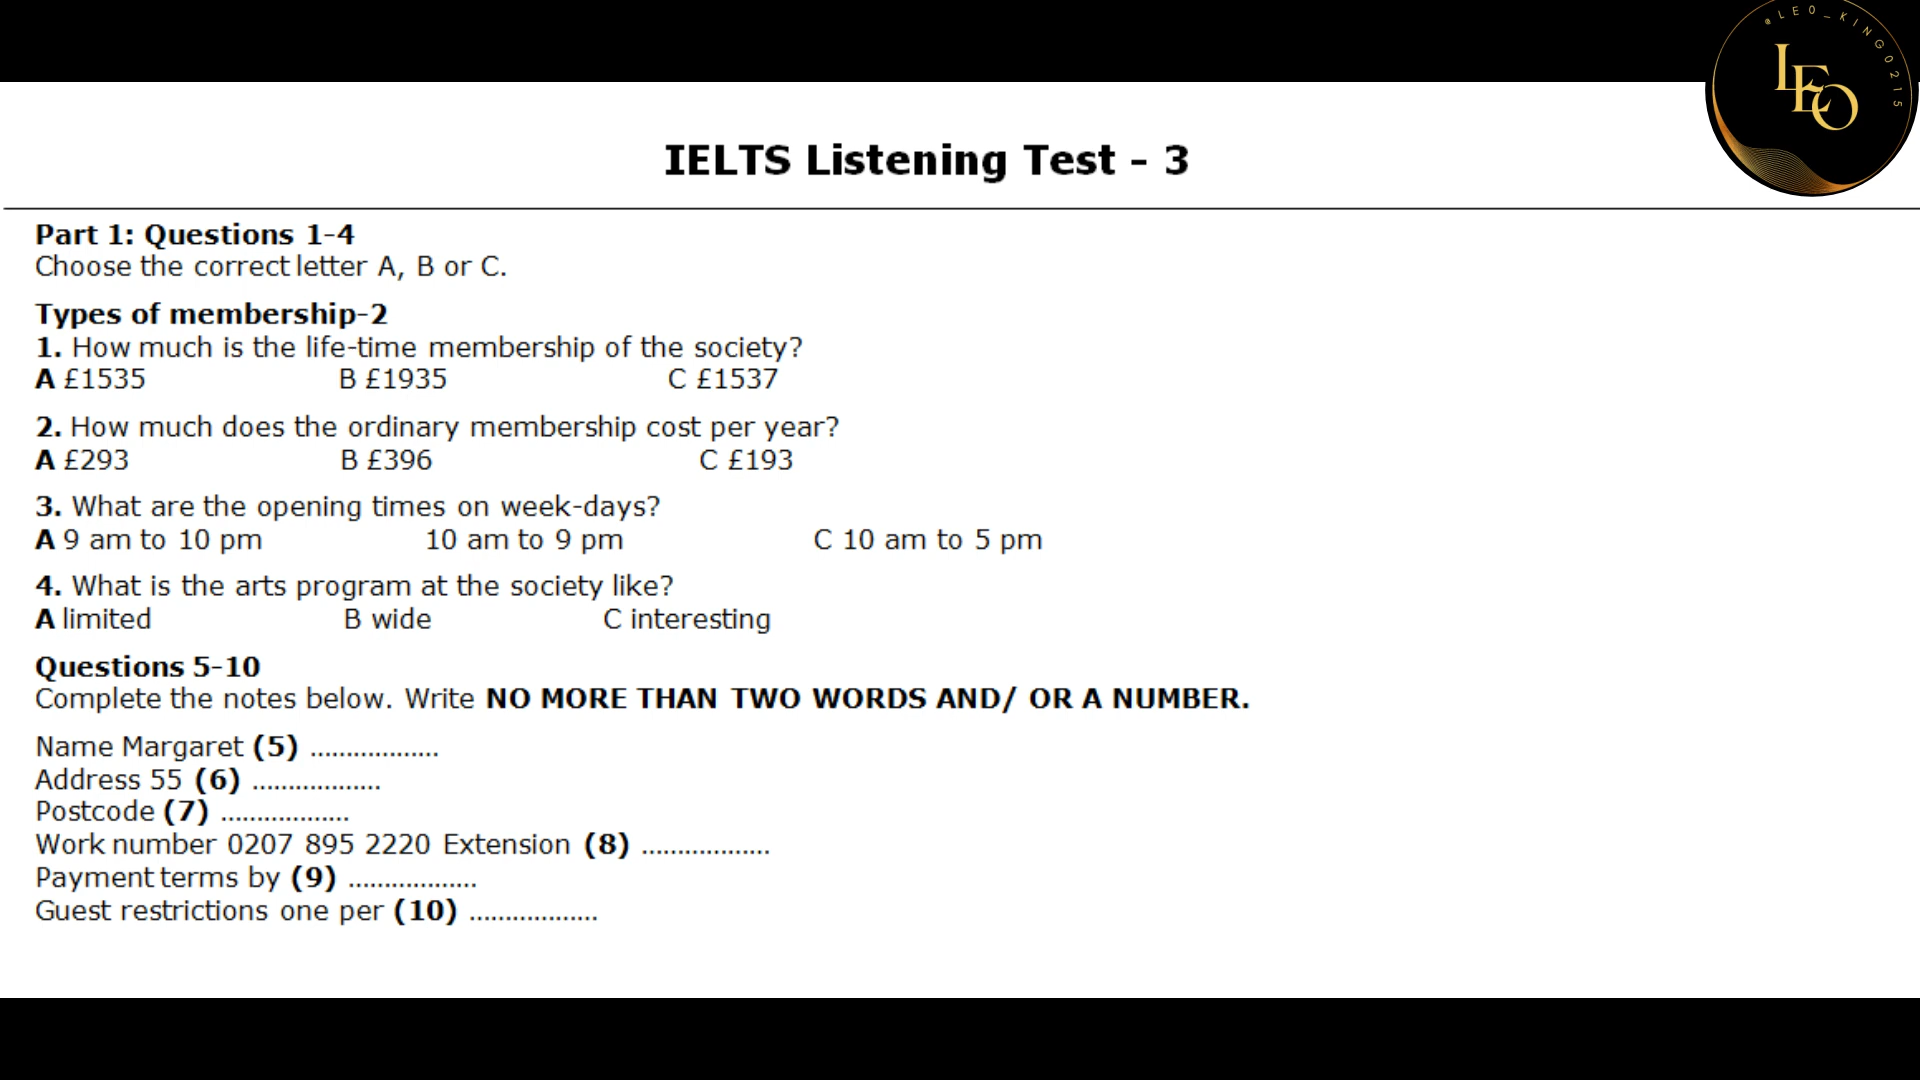 @LEO_KING0215
LEO
IELTS Listening Test – 3
Part 1: Questions 1-4
Choose the correct letter A, B or C.
Types of membership-2
1. How much is the life-time membership of the society?
A £1535 B £1935 C £1537
2. How much does the ordinary membership cost per year?
A £293 B £396 C £193
3. What are the opening times on week-days?
A 9 am to 10 pm 10 am to 9 pm C 10 am to 5 pm
4. What is the arts program at the society like?
A limited B wide C interesting
Questions 5-10
Complete the notes below. Write NO MORE THAN TWO WORDS AND/ OR A NUMBER.
Name Margaret (5) ..................
Address 55 (6) ..................
Postcode (7) ..................
Work number 0207 895 2220 Extension (8) ..................
Payment terms by (9) ..................
Guest restrictions one per (10) ..................